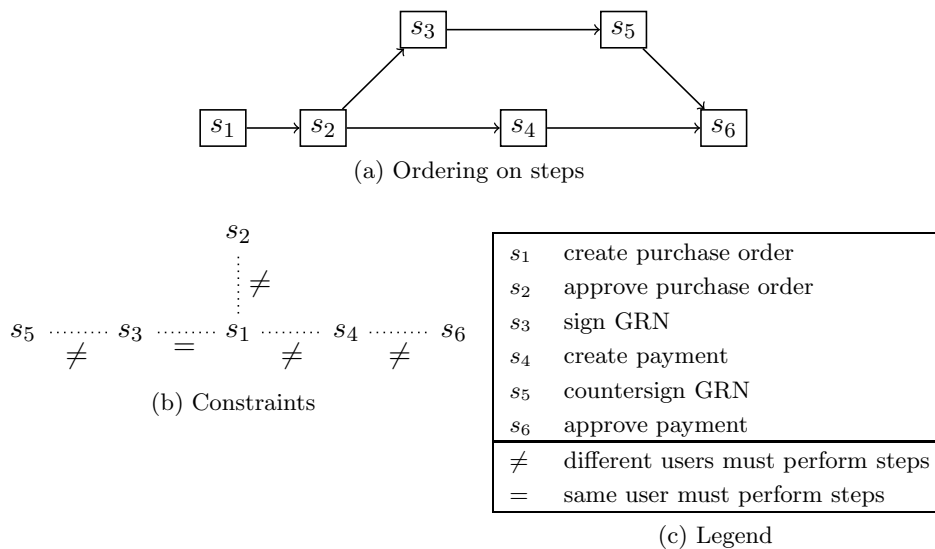 s3 s5
s1 s2 s4 s6
(a) Ordering on steps
s2
≠
s5 s3 s1 s4 s6
≠ = ≠ ≠
(b) Constraints
s1 create purchase order
s2 approve purchase order
s3 sign GRN
s4 create payment
s5 countersign GRN
s6 approve payment
≠ different users must perform steps
= same user must perform steps
(c) Legend